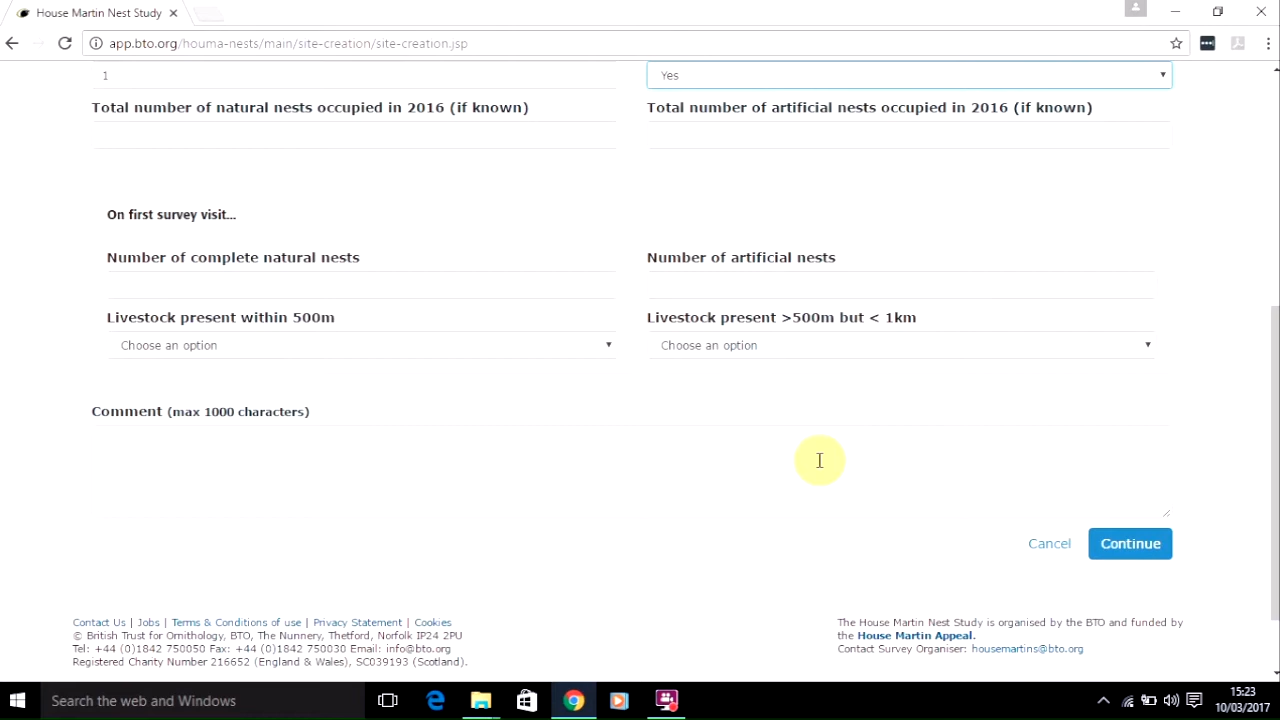 House Martin Nest Study
app.bto.org/houma-nests/main/site-creation/site-creation.jsp
1
Yes
Total number of natural nests occupied in 2016 (if known)
Total number of artificial nests occupied in 2016 (if known)
On first survey visit...
Number of complete natural nests
Number of artificial nests
Livestock present within 500m
Livestock present >500m but < 1km
Choose an option
Choose an option
Comment (max 1000 characters)
Cancel
Continue
Contact Us | Jobs | Terms & Conditions of use | Privacy Statement | Cookies
© British Trust for Ornithology, BTO, The Nunnery, Thetford, Norfolk IP24 2PU
Tel: +44 (0)1842 750050 Fax: +44 (0)1842 750030 Email: info@bto.org
Registered Charity Number 216652 (England & Wales), SC039193 (Scotland).
The House Martin Nest Study is organised by the BTO and funded by
the House Martin Appeal.
Contact Survey Organiser: housemartins@bto.org
Search the web and Windows
15:23
10/03/2017